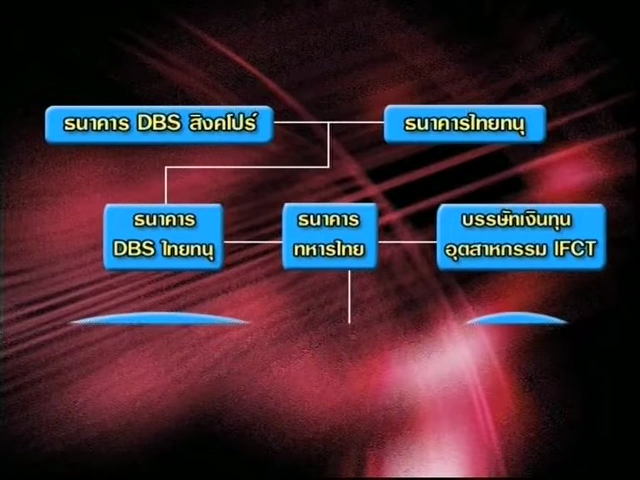 ธนาคาร DBS สิงคโปร์
ธนาคารไทยทนุ
ธนาคาร
DBS ไทยทนุ
ธนาคาร
ทหารไทย
บรรษัทเงินทุน
อุตสาหกรรม IFCT